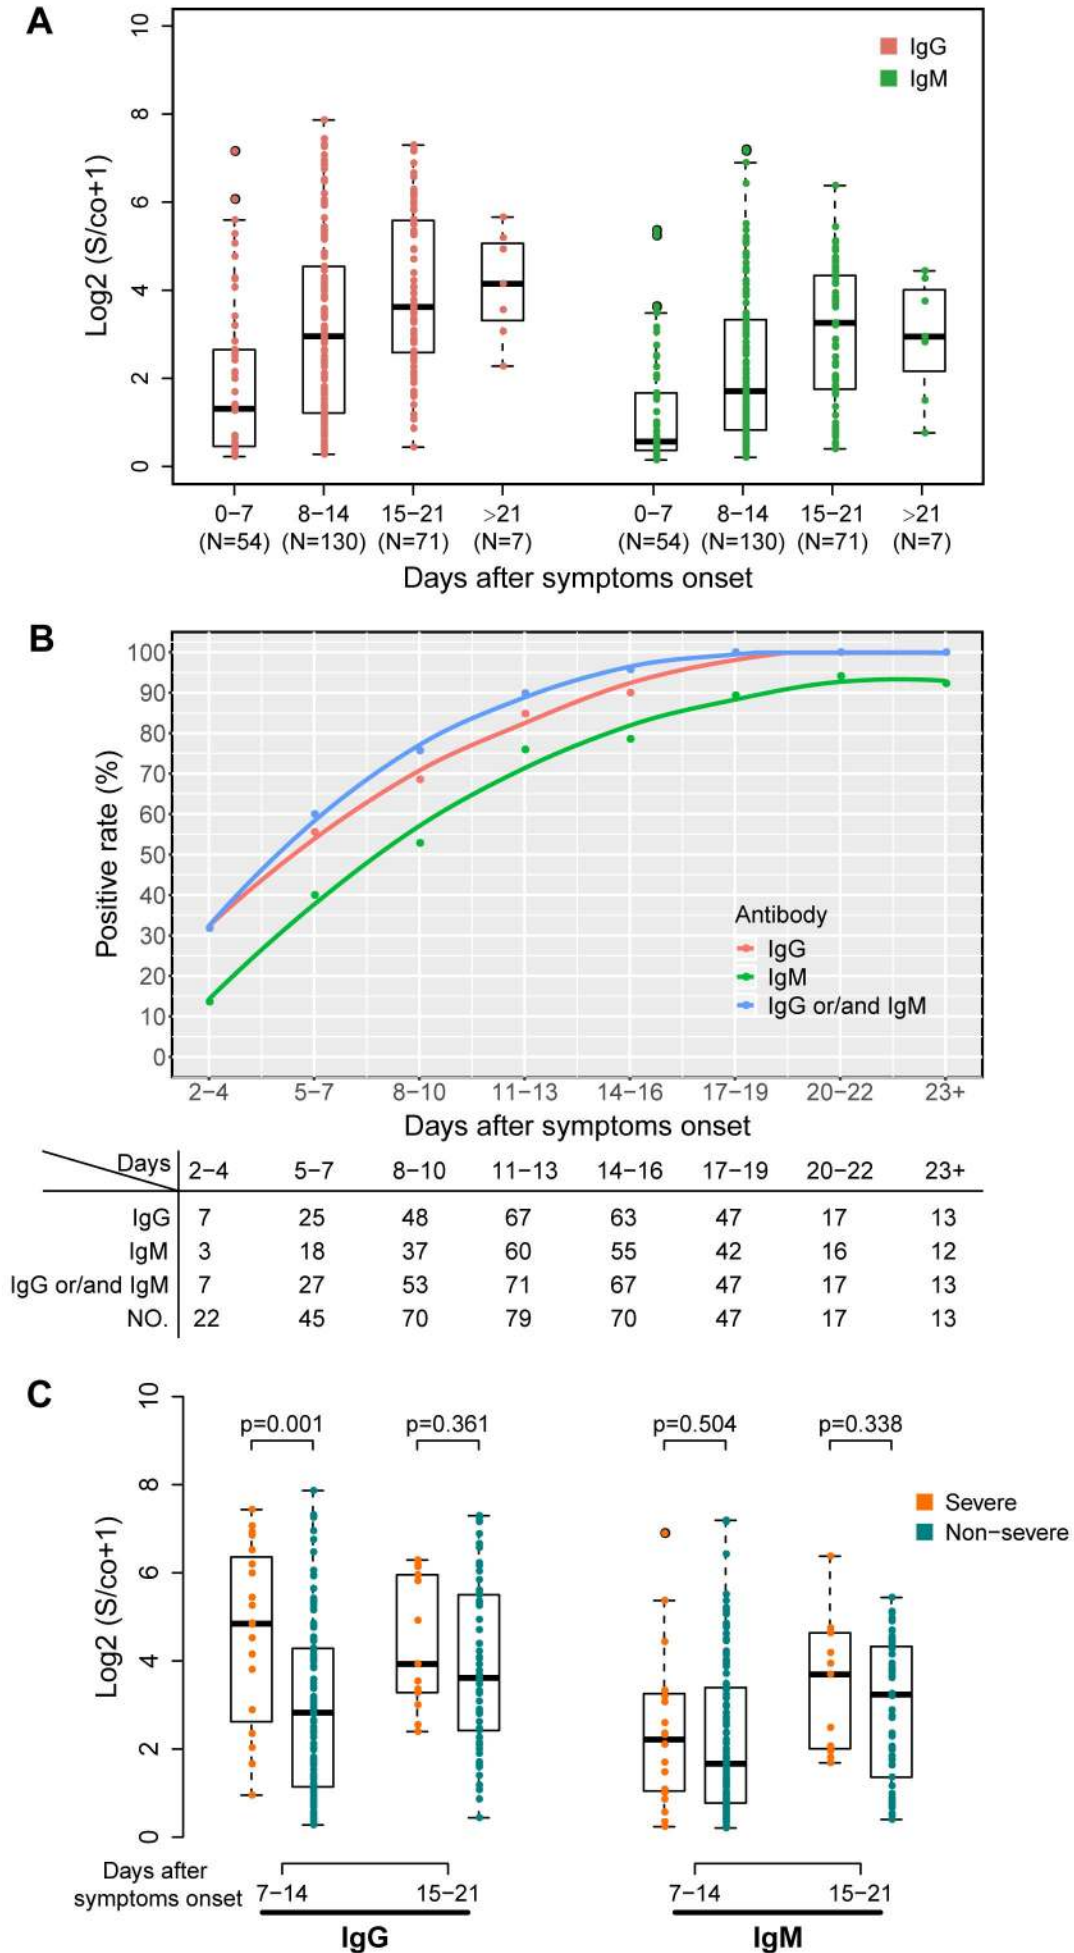 A
10
8
6
4
2
0
Log2 (S/co+1)
IgG
IgM
0−7 8−14 15−21 >21 0−7 8−14 15−21 >21
(N=54) (N=130) (N=71) (N=7) (N=54) (N=130) (N=71) (N=7)
Days after symptoms onset
B
100
90
80
70
60
50
40
30
20
10
0
Positive rate (%)
Antibody
IgG
IgM
IgG or/and IgM
2−4 5−7 8−10 11−13 14−16 17−19 20−22 23+
Days after symptoms onset
Days 2−4 5−7 8−10 11−13 14−16 17−19 20−22 23+
IgG 7 25 48 67 63 47 17 13
IgM 3 18 37 60 55 42 16 12
IgG or/and IgM 7 27 53 71 67 47 17 13
NO. 22 45 70 79 70 47 17 13
C
10
8
6
4
2
0
Log2 (S/co+1)
p=0.001 p=0.361 p=0.504 p=0.338
Severe
Non−severe
Days after
symptoms onset 7−14 15−21 7−14 15−21
IgG IgM